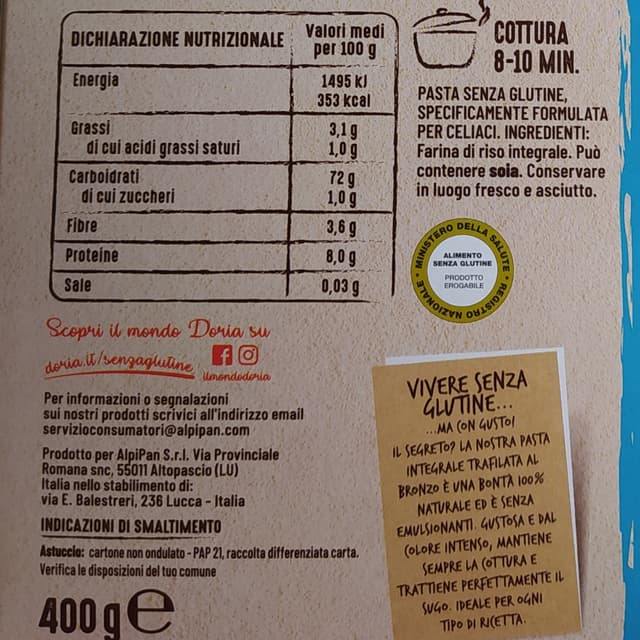 DICHIARAZIONE NUTRIZIONALE
Valori medi
per 100 g
Energia
1495 kJ
353 kcal
Grassi
3,1 g
di cui acidi grassi saturi
1,0 g
Carboidrati
72 g
di cui zuccheri
1,0 g
Fibre
3,6 g
Proteine
8,0 g
Sale
0,03 g
COTTURA
8-10 MIN.
PASTA SENZA GLUTINE,
SPECIFICAMENTE FORMULATA
PER CELIACI. INGREDIENTI:
Farina di riso integrale. Può
contenere soia. Conservare
in luogo fresco e asciutto.
MINISTERO DELLA SALUTE
REGISTRO NAZIONALE
ALIMENTO
SENZA GLUTINE
PRODOTTO
EROGABILE
Scopri il mondo Doria su
doria.it/senzaglutine
ilmondodoria
Per informazioni o segnalazioni
sui nostri prodotti scrivici all'indirizzo email
servizioconsumatori@alpipan.com
Prodotto per AlpiPan S.r.l. Via Provinciale
Romana snc, 55011 Altopascio (LU)
Italia nello stabilimento di:
via E. Balestreri, 236 Lucca - Italia
INDICAZIONI DI SMALTIMENTO
Astuccio: cartone non ondulato - PAP 21, raccolta differenziata carta.
Verifica le disposizioni del tuo comune
400 g e
VIVERE SENZA
GLUTINE...
...MA CON GUSTO!
IL SEGRETO? LA NOSTRA PASTA
INTEGRALE TRAFILATA AL
BRONZO È UNA BONTÀ 100%
NATURALE ED È SENZA
EMULSIONANTI. GUSTOSA E DAL
COLORE INTENSO, MANTIENE
SEMPRE LA COTTURA E
TRATTIENE PERFETTAMENTE IL
SUGO. IDEALE PER OGNI
TIPO DI RICETTA.